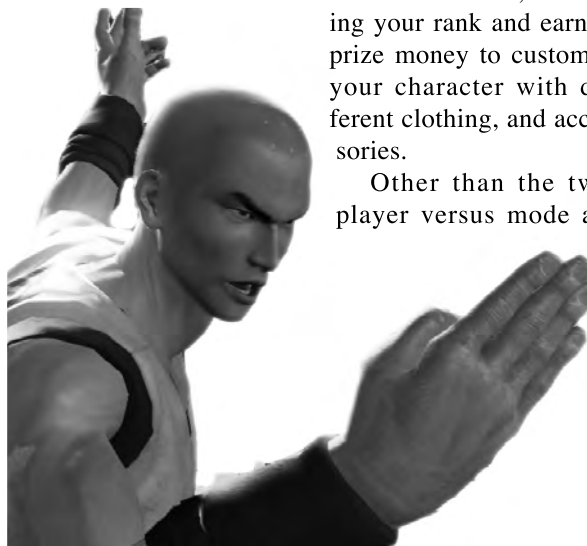 ing your rank and earn
prize money to custom
your character with d
ferent clothing, and acc
sories.
Other than the tw
player versus mode a